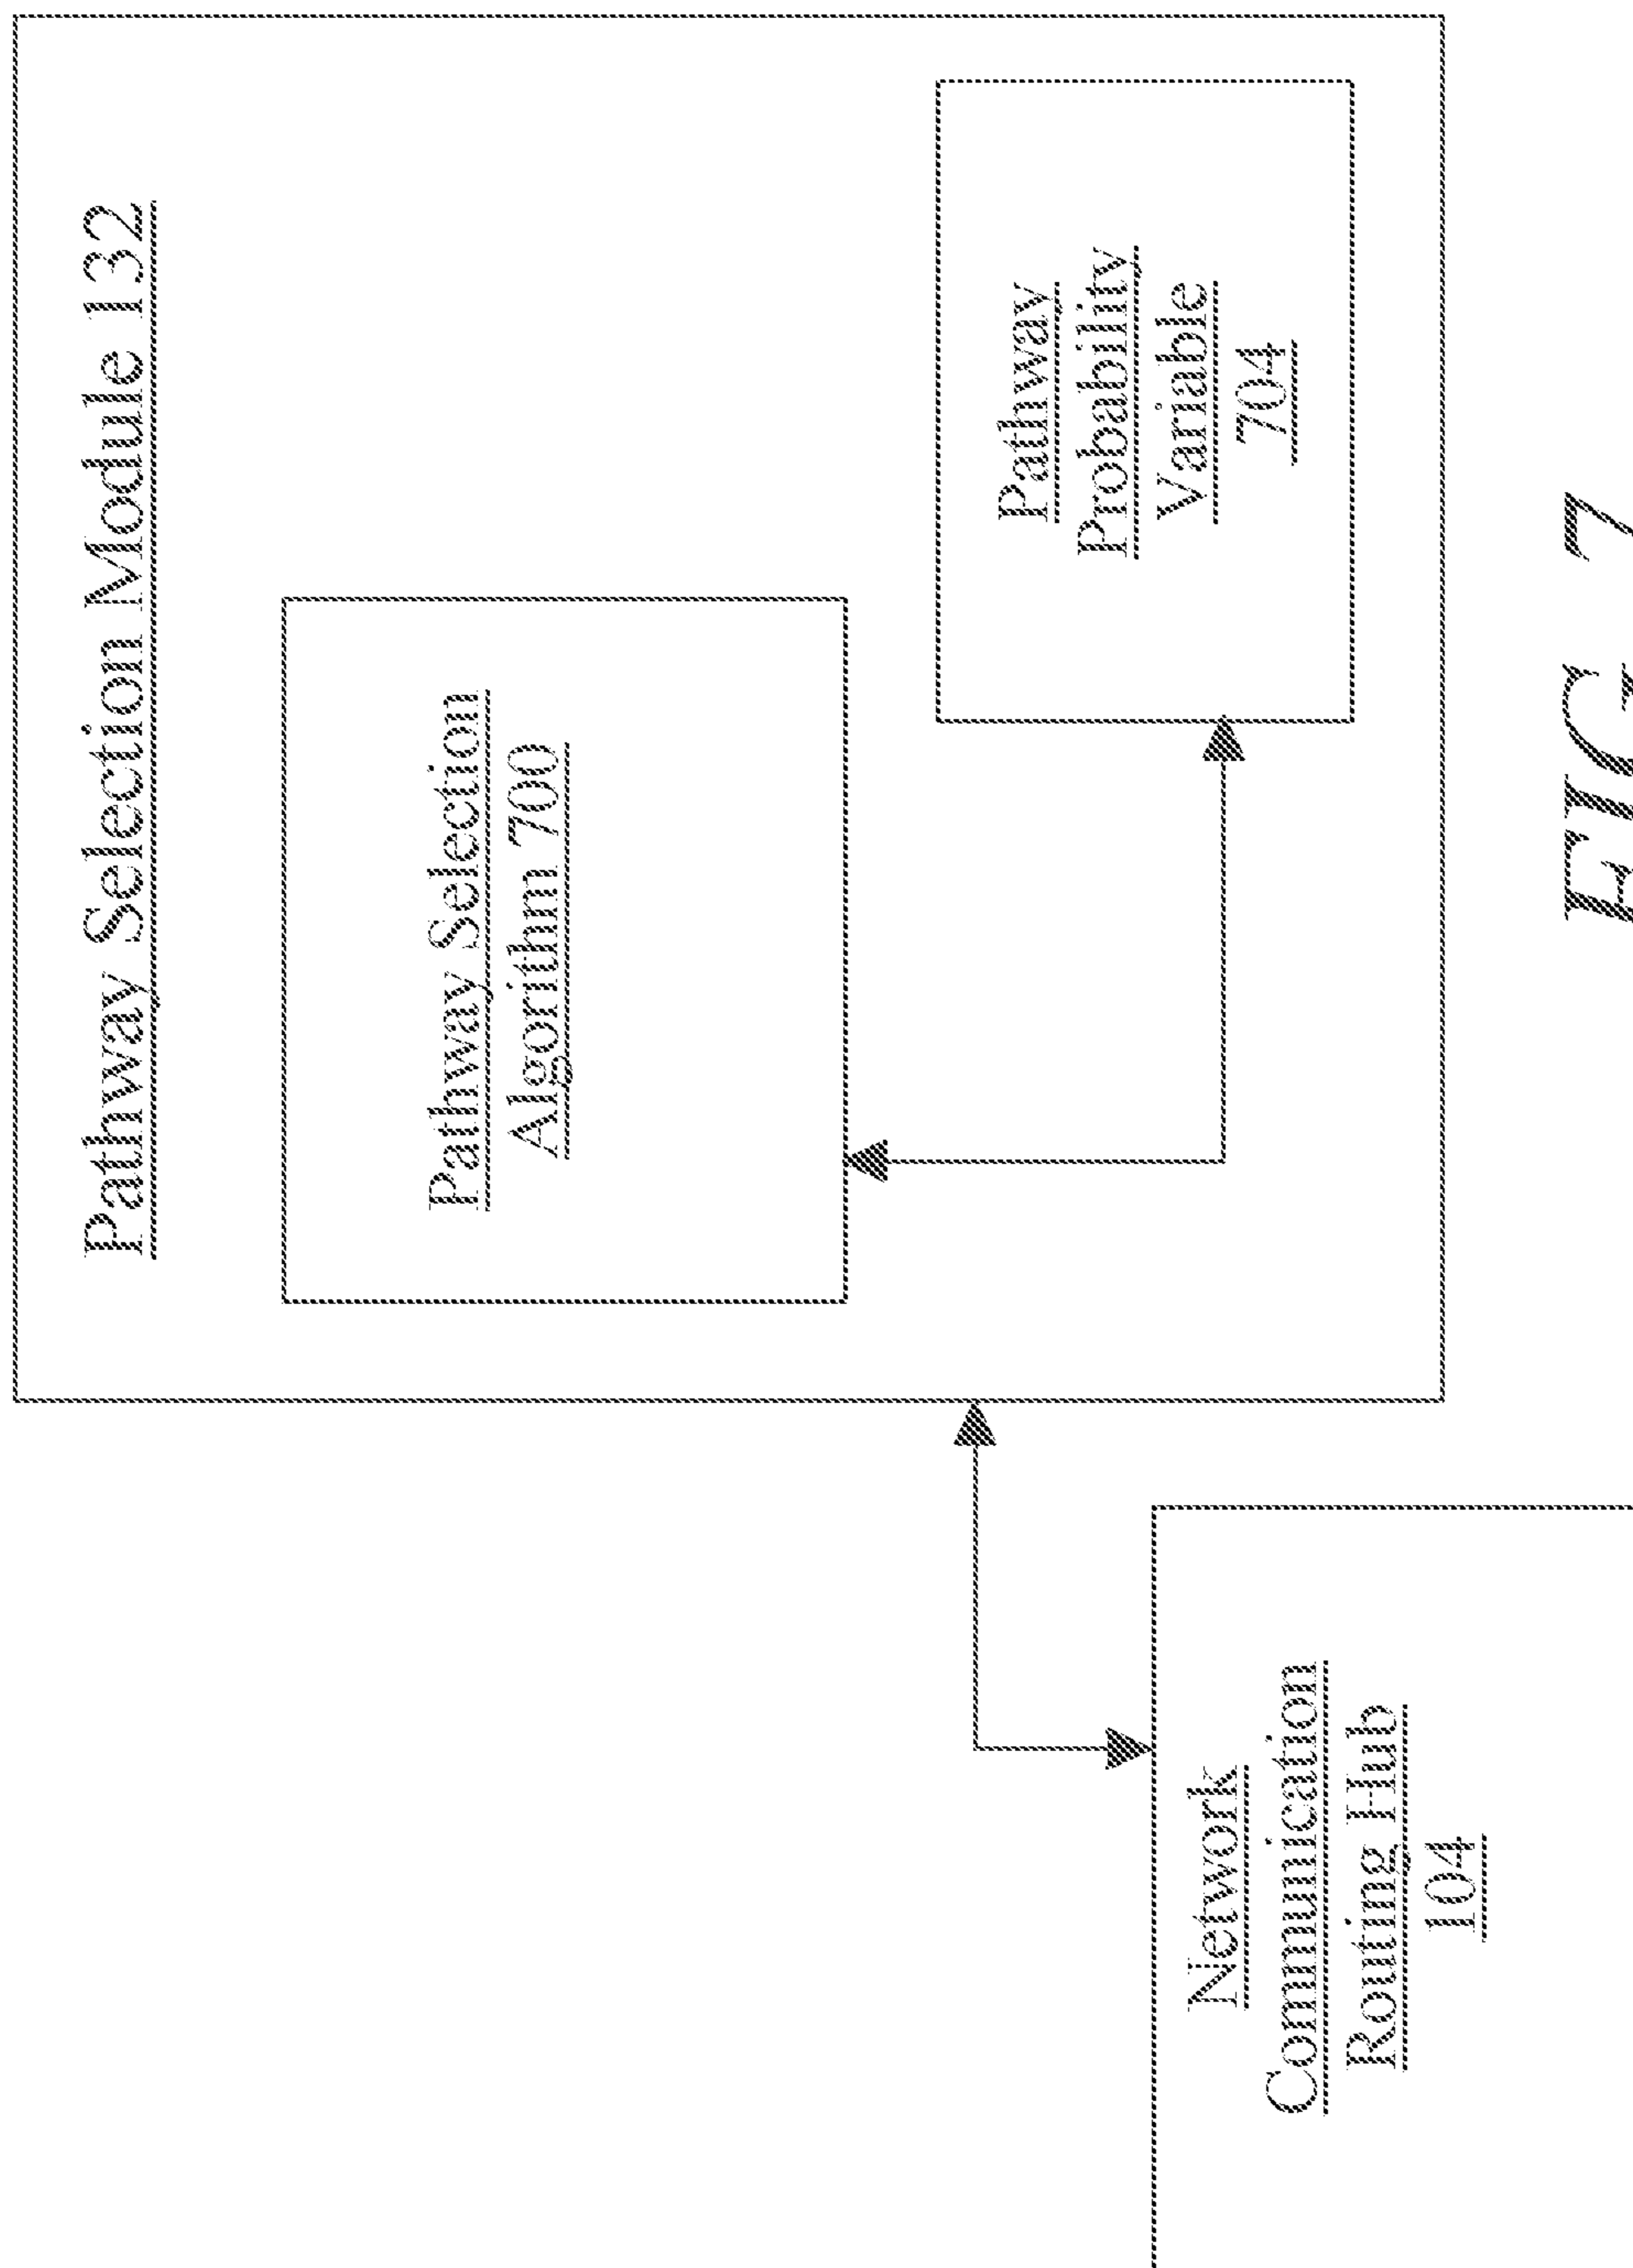 Pathway Selection Module 132
Pathway Selection
Algorithm 700
Pathway
Probability
Variable
704
Network
Communication
Routing Hub
104
FIG. 7